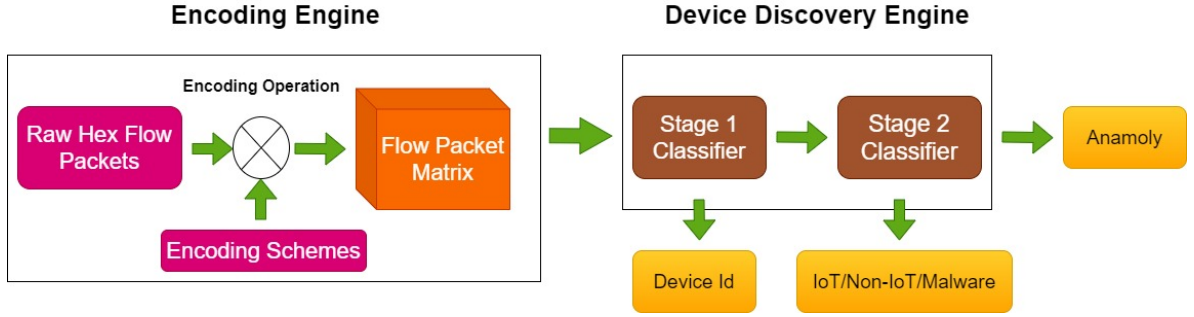 Encoding Engine
Device Discovery Engine
Encoding Operation
Raw Hex Flow
Packets
Flow Packet
Matrix
Encoding Schemes
Stage 1
Classifier
Stage 2
Classifier
Anamoly
Device Id
IoT/Non-IoT/Malware